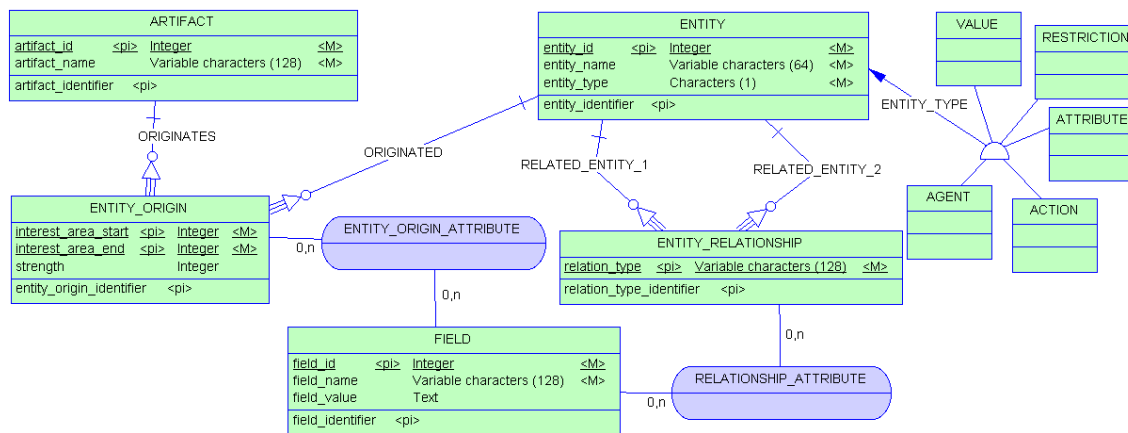 ARTIFACT
artifact_id <pi> Integer <M>
artifact_name Variable characters (128) <M>
artifact_identifier <pi>
ENTITY
entity_id <pi> Integer <M>
entity_name Variable characters (64) <M>
entity_type Characters (1) <M>
entity_identifier <pi>
VALUE
RESTRICTION
ATTRIBUTE
ENTITY_TYPE
AGENT
ACTION
ORIGINATES
ORIGINATED
RELATED_ENTITY_1
RELATED_ENTITY_2
ENTITY_ORIGIN
interest_area_start <pi> Integer <M>
interest_area_end <pi> Integer <M>
strength Integer
entity_origin_identifier <pi>
0,n
ENTITY_ORIGIN_ATTRIBUTE
0,n
ENTITY_RELATIONSHIP
relation_type <pi> Variable characters (128) <M>
relation_type_identifier <pi>
0,n
FIELD
field_id <pi> Integer <M>
field_name Variable characters (128) <M>
field_value Text
field_identifier <pi>
0,n
RELATIONSHIP_ATTRIBUTE